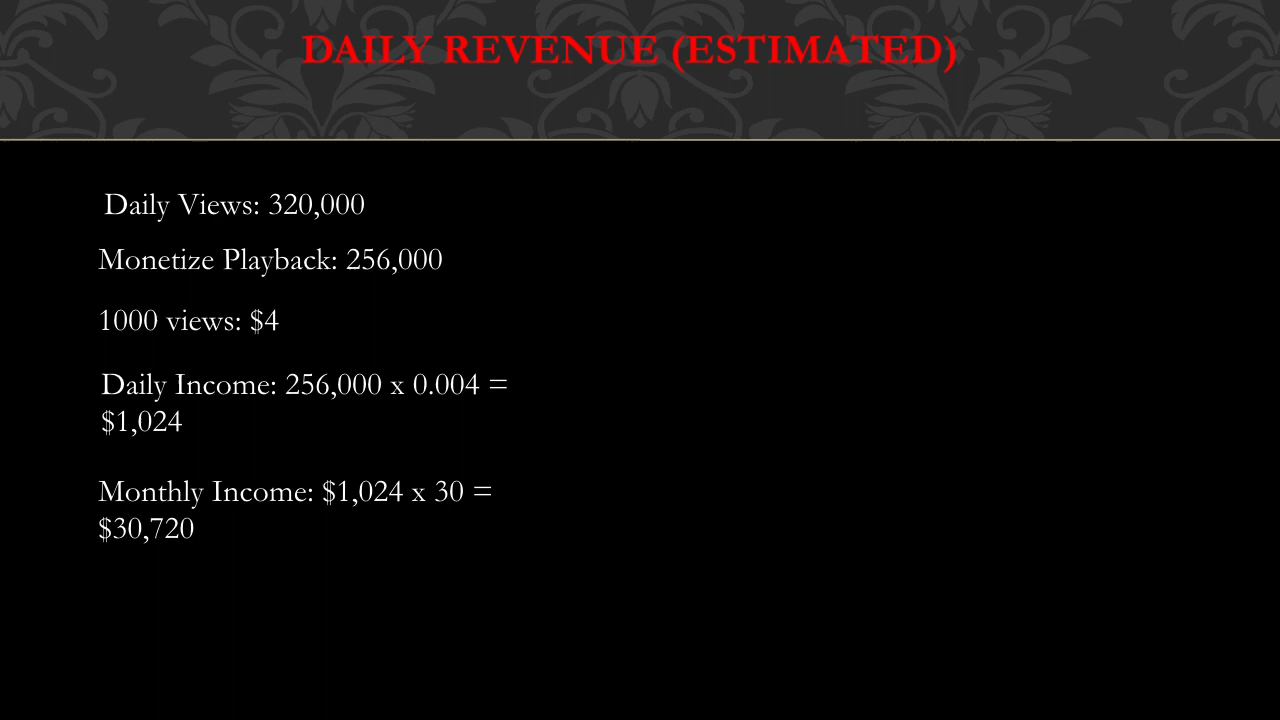 DAILY REVENUE (ESTIMATED)
Daily Views: 320,000
Monetize Playback: 256,000
1000 views: $4
Daily Income: 256,000 x 0.004 =
$1,024
Monthly Income: $1,024 x 30 =
$30,720